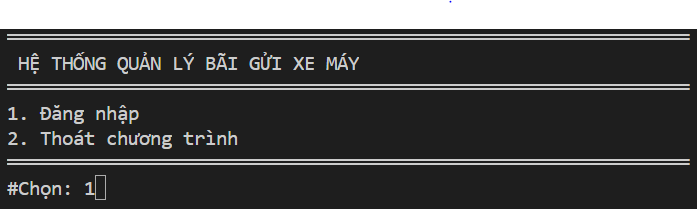 HỆ THỐNG QUẢN LÝ BÃI GỬI XE MÁY
1. Đăng nhập
2. Thoát chương trình
#Chọn: 1